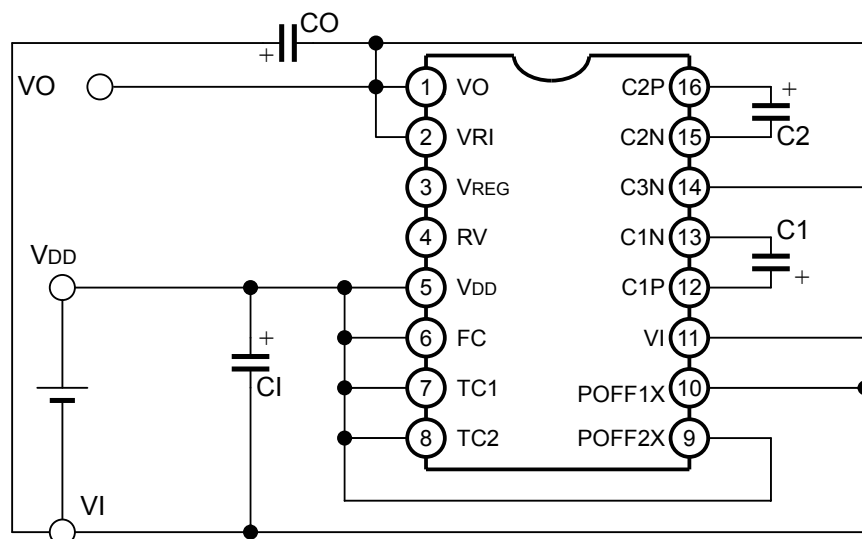 CO
+
VO 1 VO C2P 16 +
2 VRI C2N 15 C2
3 VREG C3N 14
4 RV C1N 13 C1
VDD 5 VDD C1P 12 +
+ 6 FC VI 11
CI 7 TC1 POFF1X 10
8 TC2 POFF2X 9
VI